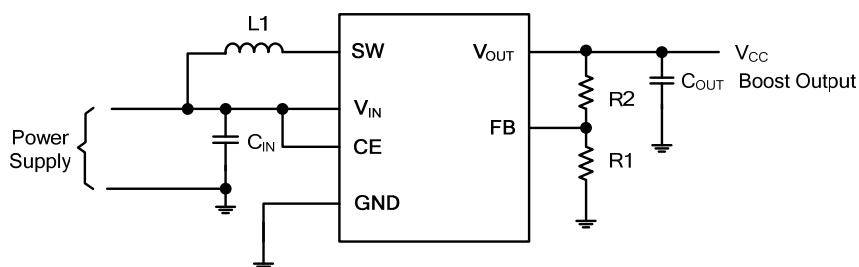 L1
SW
VOUT
VCC
COUT Boost Output
R2
VIN
FB
Power
Supply
CIN
CE
R1
GND